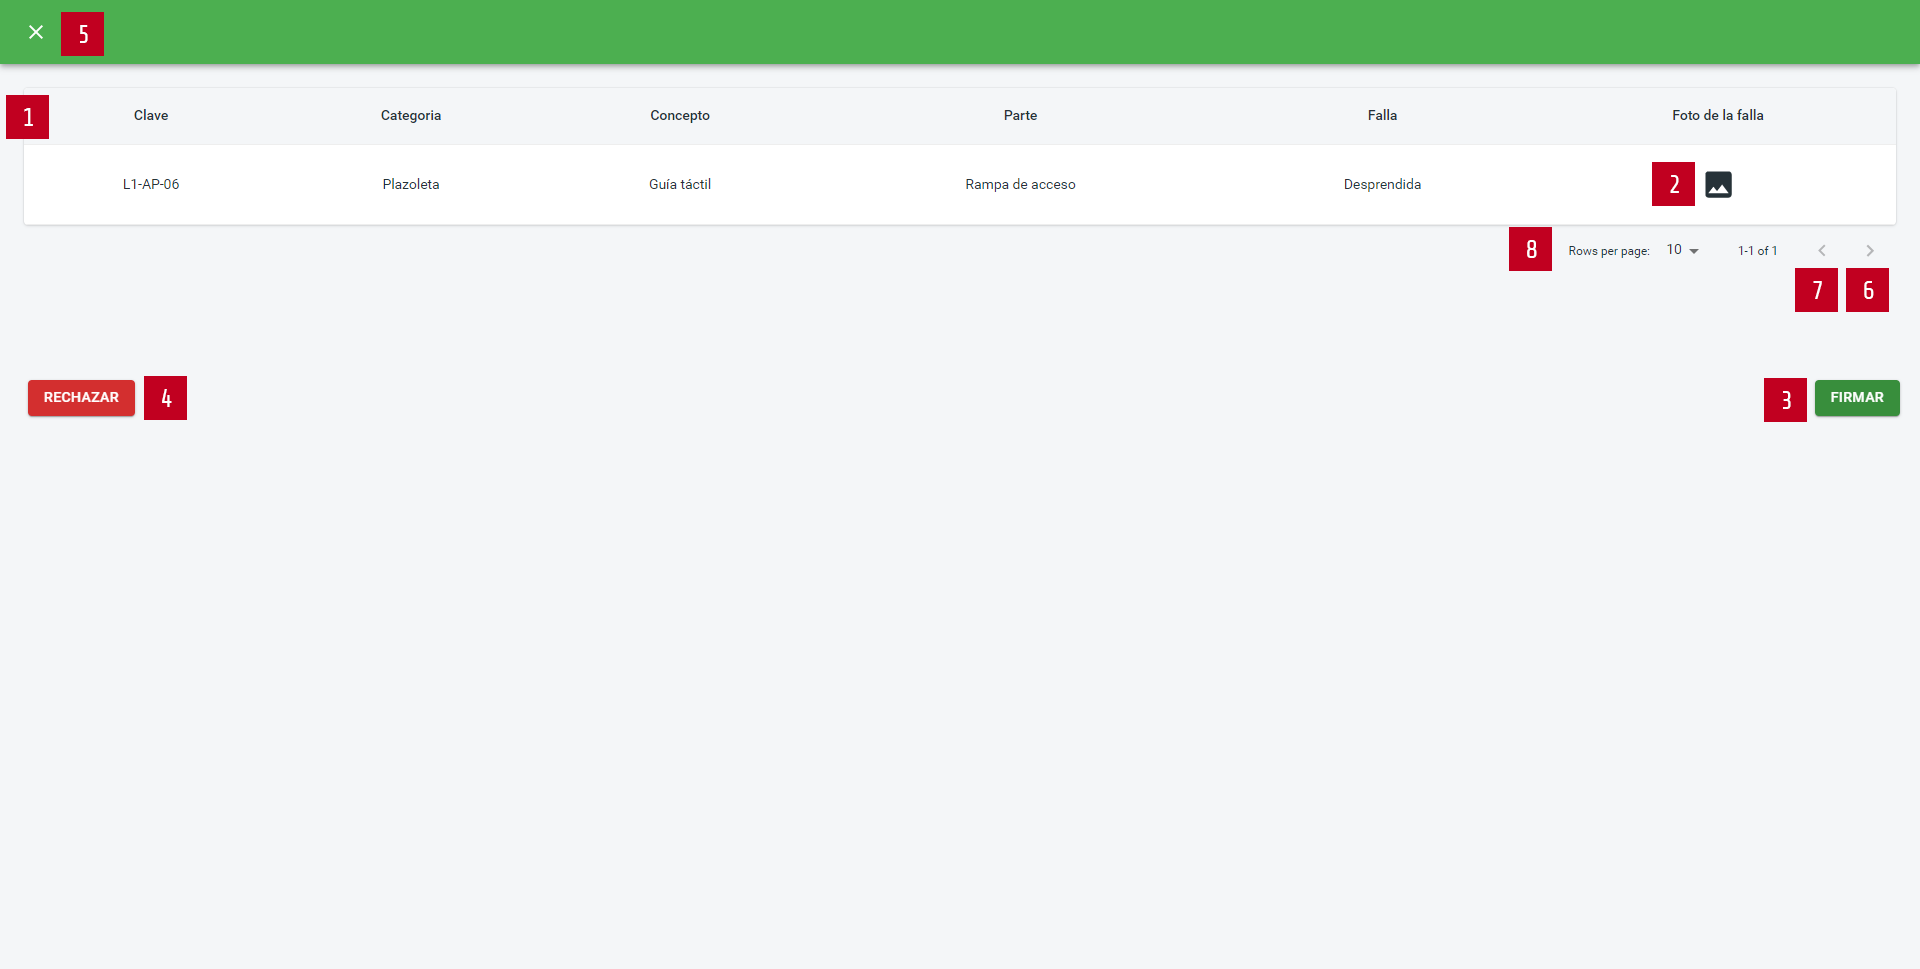 5
1 Clave Categoria Concepto Parte Falla Foto de la falla
L1-AP-06 Plazoleta Guía táctil Rampa de acceso Desprendida 2
8 Rows per page: 10 1-1 of 1
7 6
RECHAZAR 4 3 FIRMAR